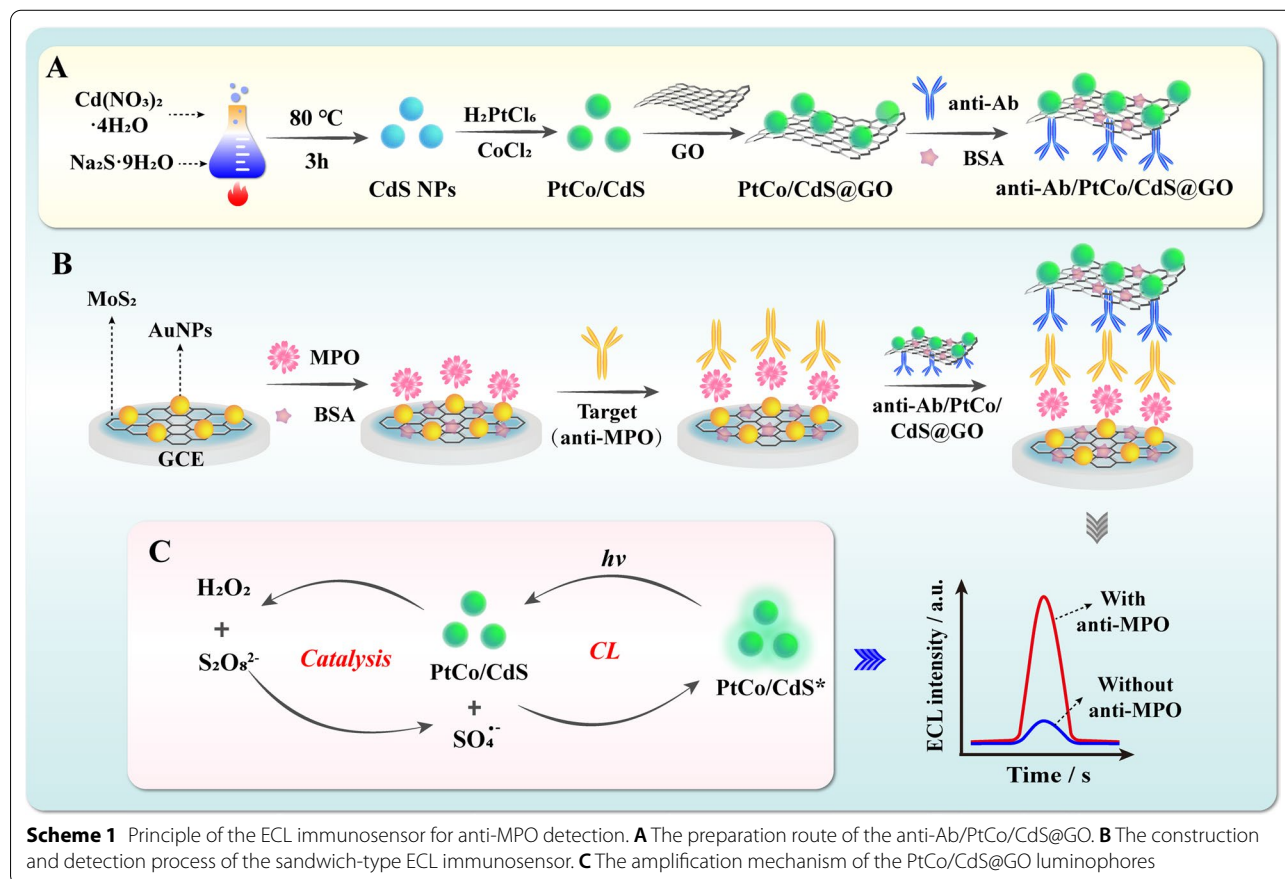 A
Cd(NO₃)₂
·4H₂O
Na₂S·9H₂O
80 °C
3h
CdS NPs
H₂PtCl₆
CoCl₂
PtCo/CdS
GO
PtCo/CdS@GO
anti-Ab
BSA
anti-Ab/PtCo/CdS@GO
B
MoS₂
AuNPs
GCE
MPO
BSA
Target
(anti-MPO)
anti-Ab/PtCo/
CdS@GO
C
H₂O₂
+
S₂O₈²⁻
Catalysis
PtCo/CdS
+
SO₄•⁻
hv
CL
PtCo/CdS*
ECL intensity / a.u.
With
anti-MPO
Without
anti-MPO
Time / s
Scheme 1 Principle of the ECL immunosensor for anti-MPO detection. A The preparation route of the anti-Ab/PtCo/CdS@GO. B The construction
and detection process of the sandwich-type ECL immunosensor. C The amplification mechanism of the PtCo/CdS@GO luminophores